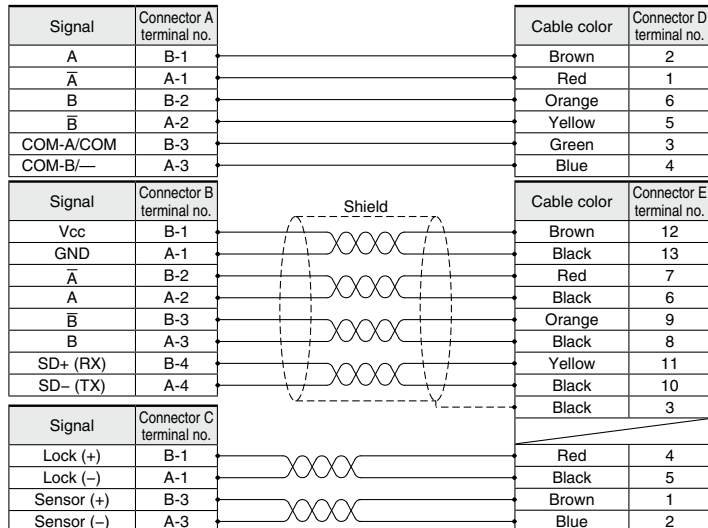 Signal Connector A terminal no. Cable color Connector D terminal no.
A B-1 Brown 2
A̅ A-1 Red 1
B B-2 Orange 6
B̅ A-2 Yellow 5
COM-A/COM B-3 Green 3
COM-B/— A-3 Blue 4
Signal Connector B terminal no. Shield Cable color Connector E terminal no.
Vcc B-1 Brown 12
GND A-1 Black 13
A̅ B-2 Red 7
A A-2 Black 6
B̅ B-3 Orange 9
B A-3 Black 8
SD+ (RX) B-4 Yellow 11
SD− (TX) A-4 Black 10
Black 3
Signal Connector C terminal no.
Lock (+) B-1 Red 4
Lock (−) A-1 Black 5
Sensor (+) B-3 Brown 1
Sensor (−) A-3 Blue 2